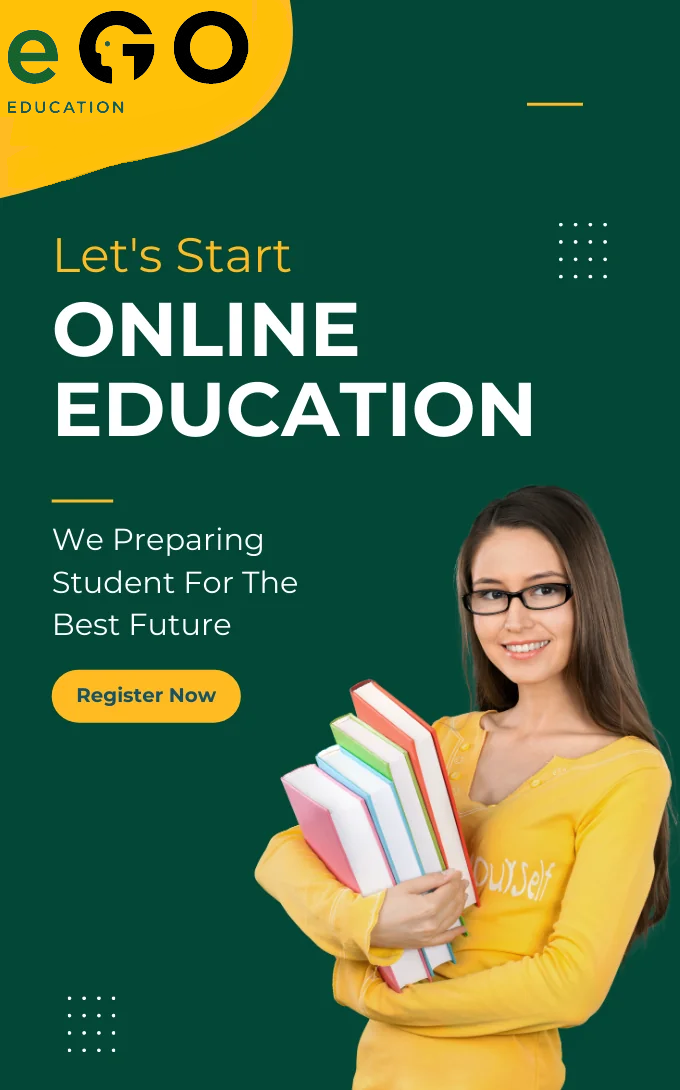 eGO
EDUCATION
Let's Start
ONLINE
EDUCATION
We Preparing
Student For The
Best Future
Register Now
ourself